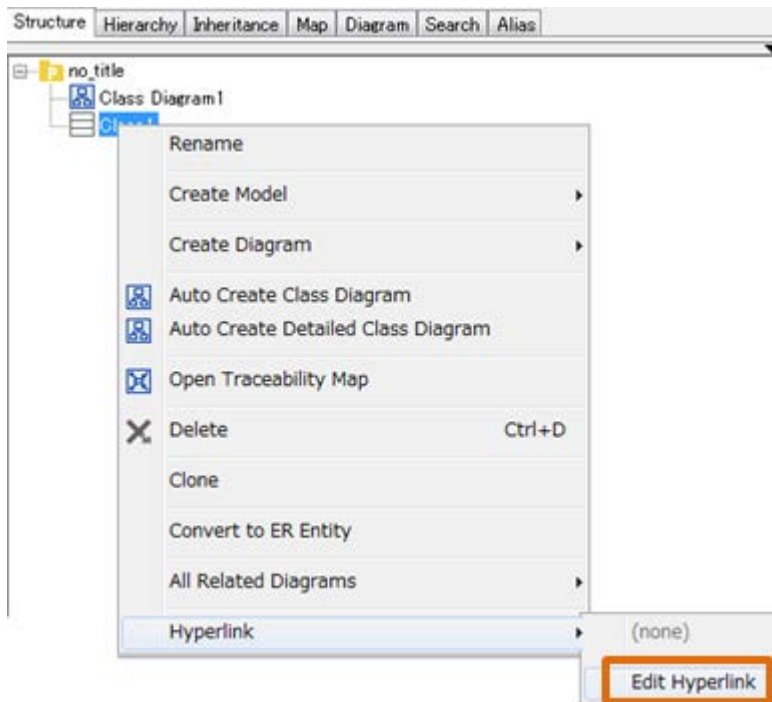 Structure Hierarchy Inheritance Map Diagram Search Alias
no_title
Class Diagram1
Rename
Create Model
Create Diagram
Auto Create Class Diagram
Auto Create Detailed Class Diagram
Open Traceability Map
Delete Ctrl+D
Clone
Convert to ER Entity
All Related Diagrams
Hyperlink (none)
Edit Hyperlink